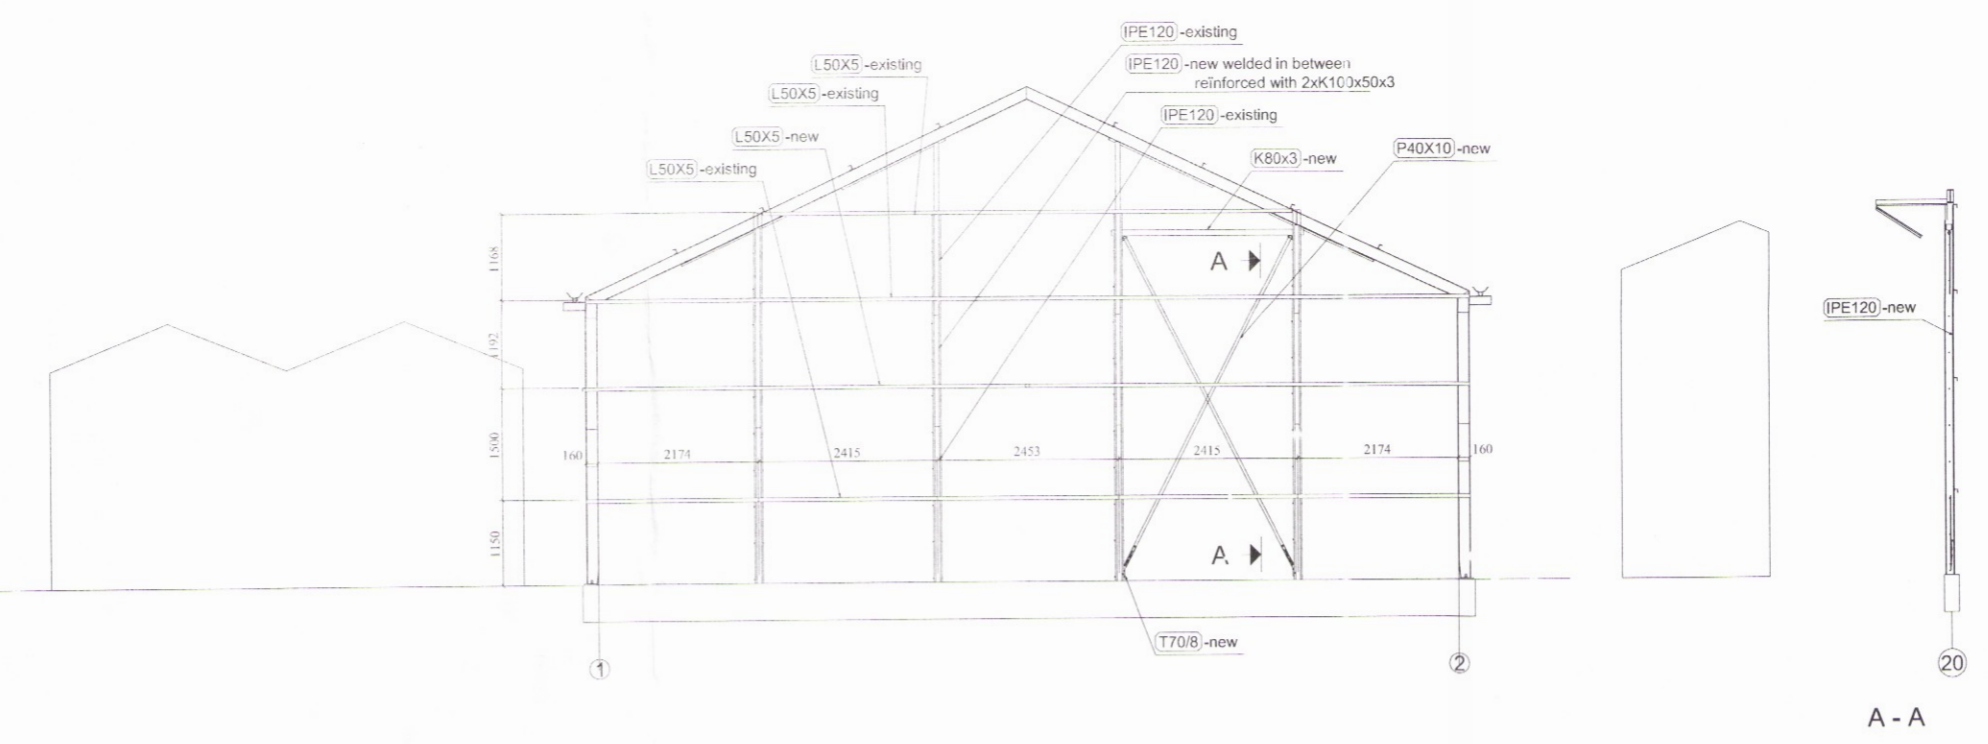 IPE120 -existing
IPE120 -new welded in between
reïnforced with 2xK100x50x3
L50X5 -existing
L50X5 -existing
IPE120 -existing
L50X5 -new
K80x3 -new
P40X10 -new
L50X5 -existing
1168
A
1192
IPE120 -new
1500
160
2174
2415
2453
2415
2174
160
1150
A
T70/8 -new
1
2
20
A - A